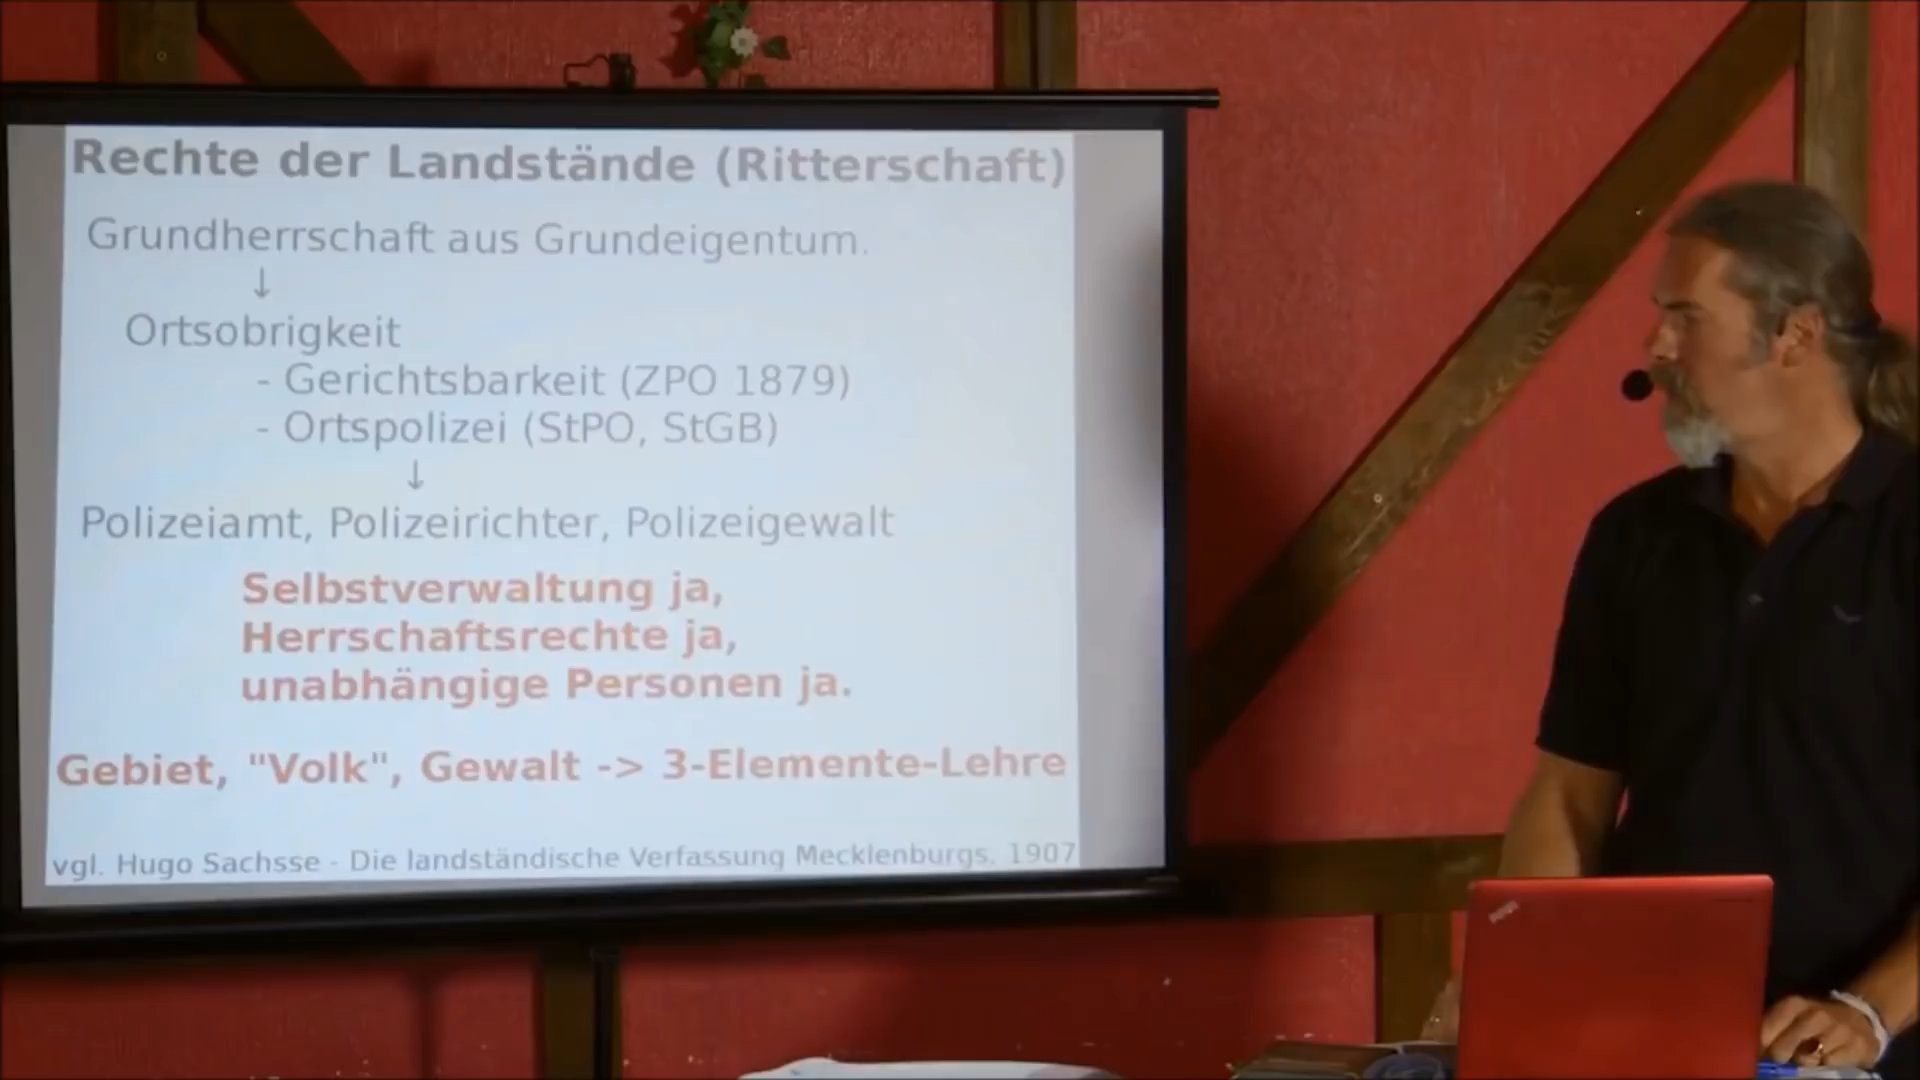 Rechte der Landstände (Ritterschaft)
Grundherrschaft aus Grundeigentum.
↓
Ortsobrigkeit
- Gerichtsbarkeit (ZPO 1879)
- Ortspolizei (StPO, StGB)
↓
Polizeiamt, Polizeirichter, Polizeigewalt
Selbstverwaltung ja,
Herrschaftsrechte ja,
unabhängige Personen ja.
Gebiet, "Volk", Gewalt -> 3-Elemente-Lehre
vgl. Hugo Sachsse - Die landständische Verfassung Mecklenburgs, 1907